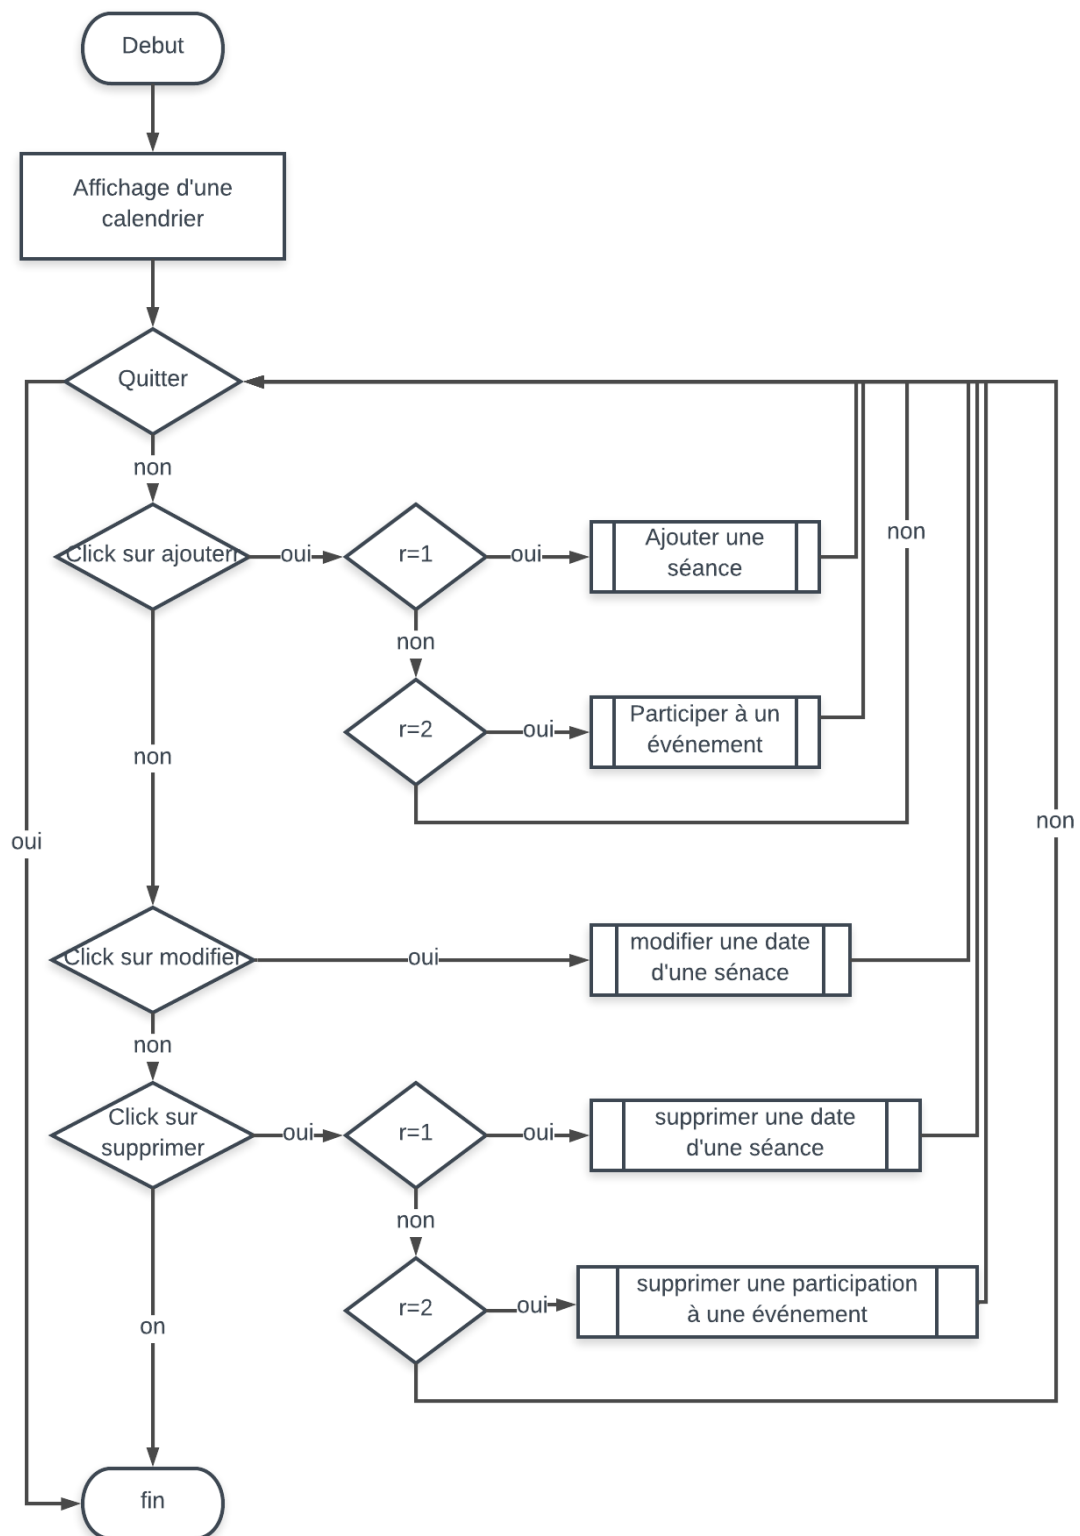 Debut
Affichage d'une
calendrier
Quitter
non
Click sur ajouterr
oui
r=1
oui
Ajouter une
séance
non
non
r=2
oui
Participer à un
événement
non
oui
non
Click sur modifier
oui
modifier une date
d'une sénace
non
Click sur
supprimer
oui
r=1
oui
supprimer une date
d'une séance
non
r=2
oui
supprimer une participation
à une événement
on
fin